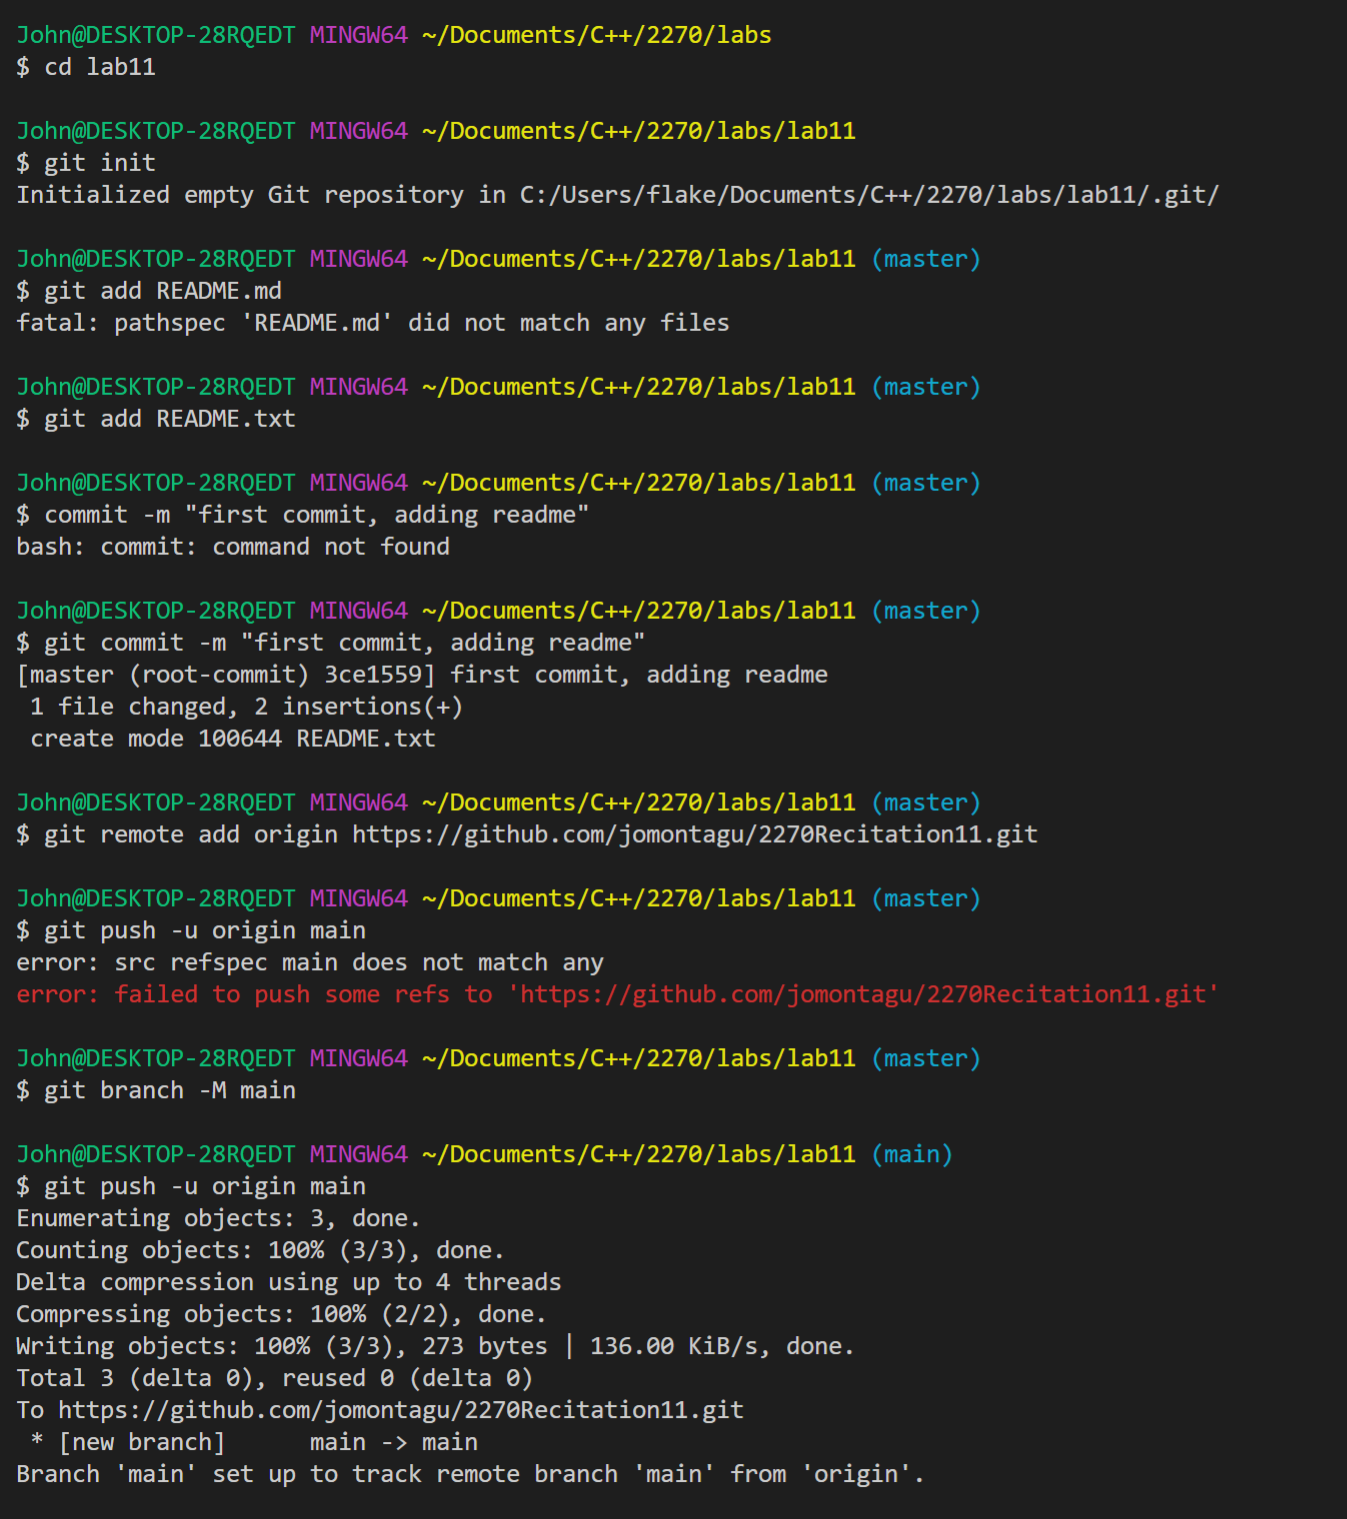 John@DESKTOP-28RQEDT MINGW64 ~/Documents/C++/2270/labs
$ cd lab11
John@DESKTOP-28RQEDT MINGW64 ~/Documents/C++/2270/labs/lab11
$ git init
Initialized empty Git repository in C:/Users/flake/Documents/C++/2270/labs/lab11/.git/
John@DESKTOP-28RQEDT MINGW64 ~/Documents/C++/2270/labs/lab11 (master)
$ git add README.md
fatal: pathspec 'README.md' did not match any files
John@DESKTOP-28RQEDT MINGW64 ~/Documents/C++/2270/labs/lab11 (master)
$ git add README.txt
John@DESKTOP-28RQEDT MINGW64 ~/Documents/C++/2270/labs/lab11 (master)
$ commit -m "first commit, adding readme"
bash: commit: command not found
John@DESKTOP-28RQEDT MINGW64 ~/Documents/C++/2270/labs/lab11 (master)
$ git commit -m "first commit, adding readme"
[master (root-commit) 3ce1559] first commit, adding readme
 1 file changed, 2 insertions(+)
 create mode 100644 README.txt
John@DESKTOP-28RQEDT MINGW64 ~/Documents/C++/2270/labs/lab11 (master)
$ git remote add origin https://github.com/jomontagu/2270Recitation11.git
John@DESKTOP-28RQEDT MINGW64 ~/Documents/C++/2270/labs/lab11 (master)
$ git push -u origin main
error: src refspec main does not match any
error: failed to push some refs to 'https://github.com/jomontagu/2270Recitation11.git'
John@DESKTOP-28RQEDT MINGW64 ~/Documents/C++/2270/labs/lab11 (master)
$ git branch -M main
John@DESKTOP-28RQEDT MINGW64 ~/Documents/C++/2270/labs/lab11 (main)
$ git push -u origin main
Enumerating objects: 3, done.
Counting objects: 100% (3/3), done.
Delta compression using up to 4 threads
Compressing objects: 100% (2/2), done.
Writing objects: 100% (3/3), 273 bytes | 136.00 KiB/s, done.
Total 3 (delta 0), reused 0 (delta 0)
To https://github.com/jomontagu/2270Recitation11.git
 * [new branch]      main -> main
Branch 'main' set up to track remote branch 'main' from 'origin'.